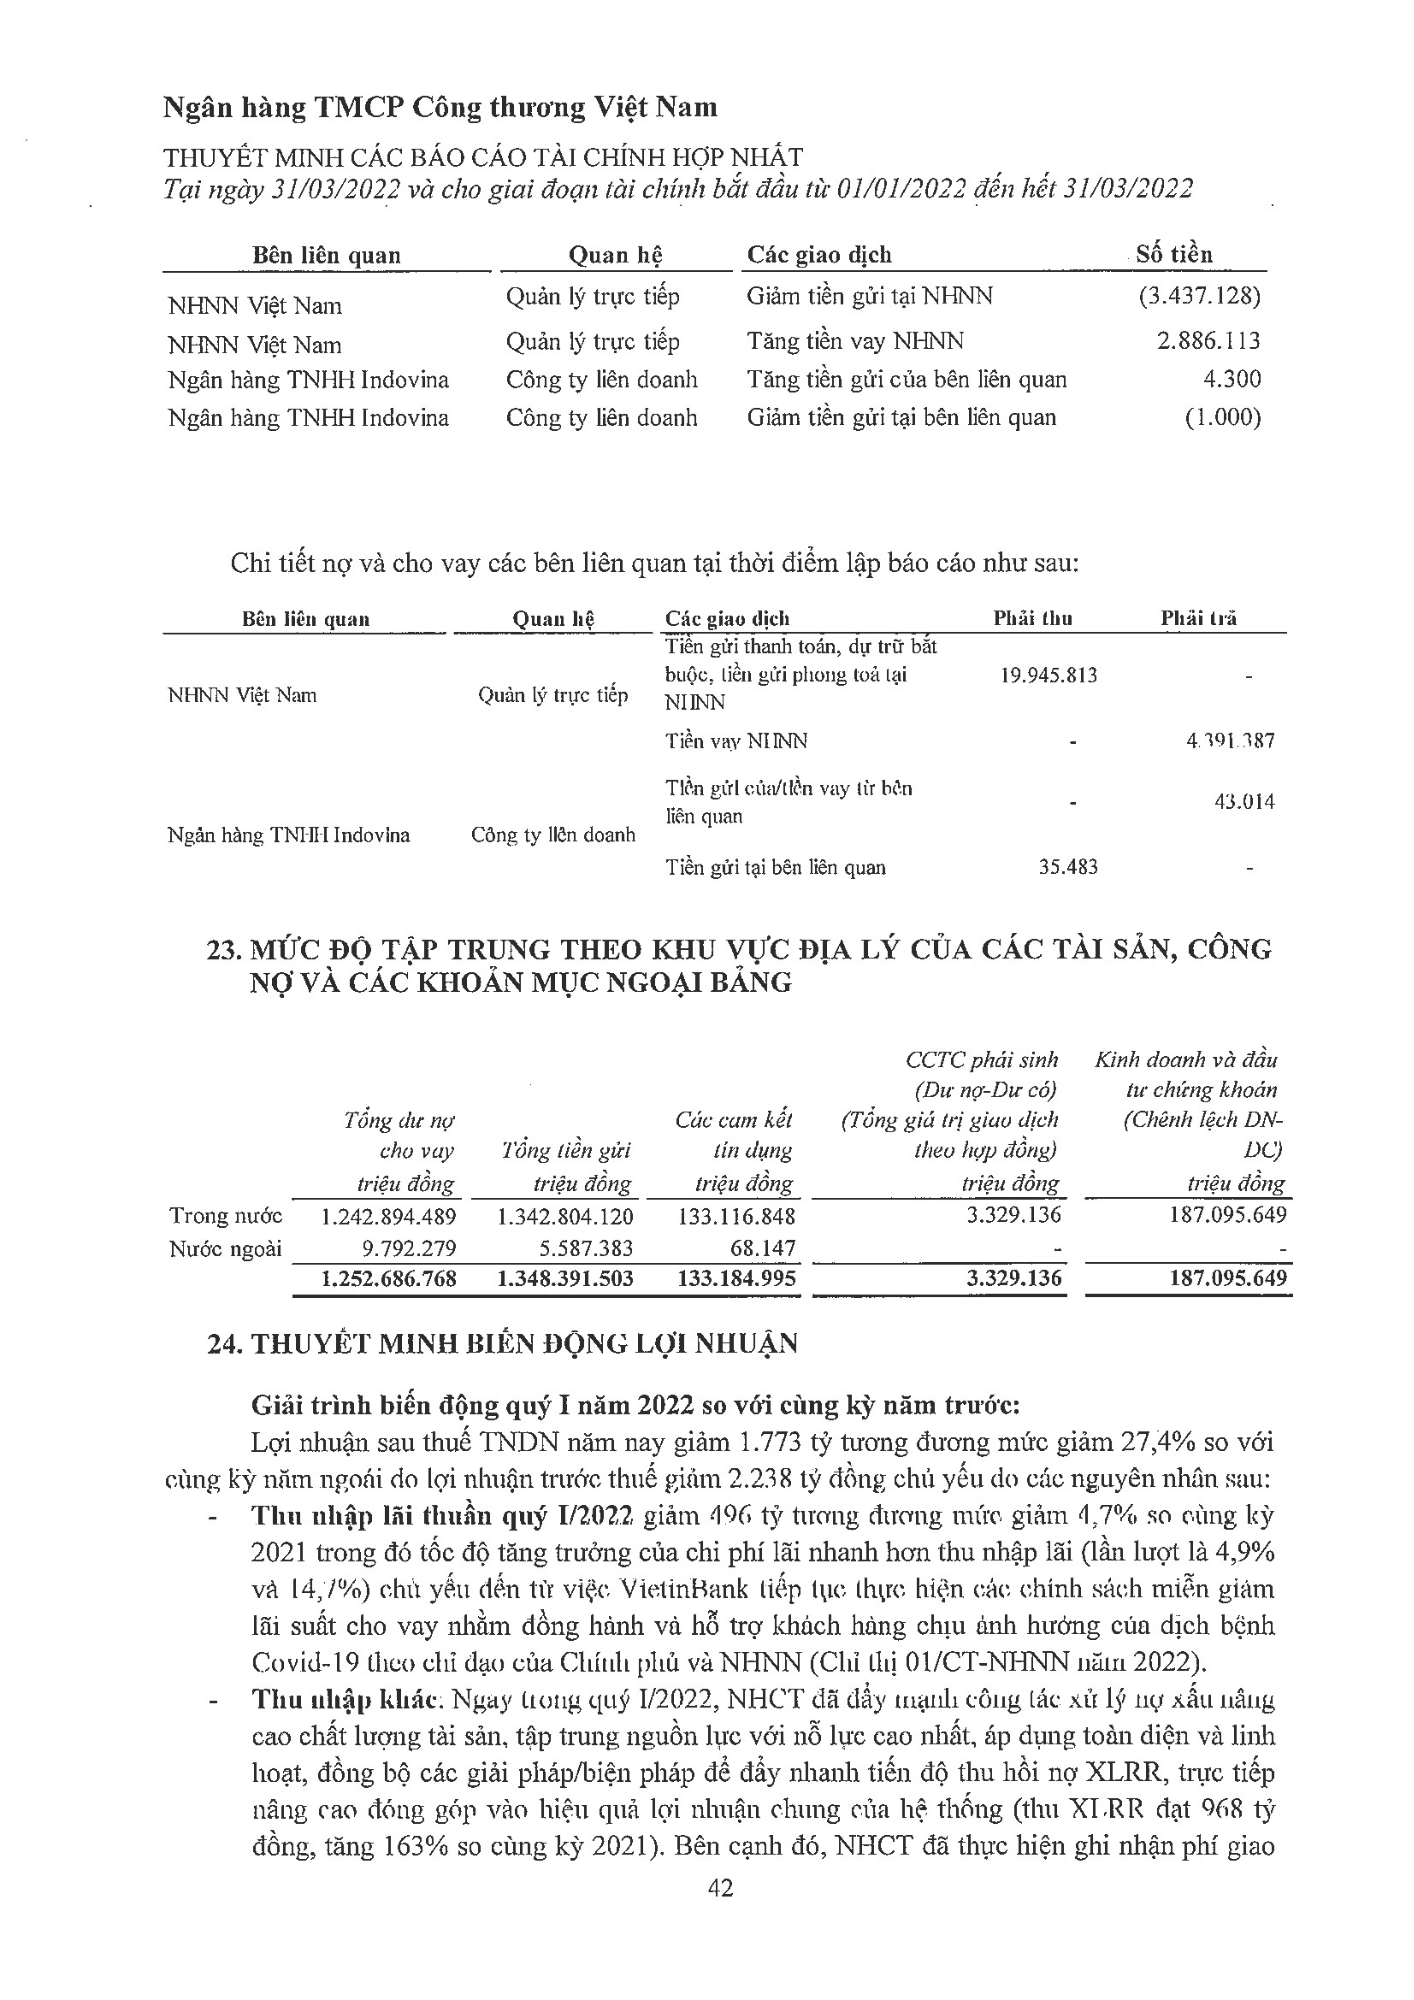 Ngân hàng TMCP Công thương Việt Nam
THUYẾT MINH CÁC BÁO CÁO TÀI CHÍNH HỢP NHẤT
Tại ngày 31/03/2022 và cho giai đoạn tài chính bắt đầu từ 01/01/2022 đến hết 31/03/2022
Bên liên quan Quan hệ Các giao dịch Số tiền
NHNN Việt Nam Quản lý trực tiếp Giảm tiền gửi tại NHNN (3.437.128)
NHNN Việt Nam Quản lý trực tiếp Tăng tiền vay NHNN 2.886.113
Ngân hàng TNHH Indovina Công ty liên doanh Tăng tiền gửi của bên liên quan 4.300
Ngân hàng TNHH Indovina Công ty liên doanh Giảm tiền gửi tại bên liên quan (1.000)
Chi tiết nợ và cho vay các bên liên quan tại thời điểm lập báo cáo như sau:
Bên liên quan Quan hệ Các giao dịch Phải thu Phải trả
Tiền gửi thanh toán, dự trữ bắt
buộc, tiền gửi phong toả tại 19.945.813 -
NHNN Việt Nam Quản lý trực tiếp NHNN
Tiền vay NHNN - 4.391.387
Tiền gửi của/tiền vay từ bên
liên quan - 43.014
Ngân hàng TNHH Indovina Công ty liên doanh
Tiền gửi tại bên liên quan 35.483 -
23. MỨC ĐỘ TẬP TRUNG THEO KHU VỰC ĐỊA LÝ CỦA CÁC TÀI SẢN, CÔNG
NỢ VÀ CÁC KHOẢN MỤC NGOẠI BẢNG
CCTC phái sinh Kinh doanh và đầu
(Dư nợ-Dư có) tư chứng khoán
Tổng dư nợ Các cam kết (Tổng giá trị giao dịch (Chênh lệch DN-
cho vay Tổng tiền gửi tín dụng theo hợp đồng) DC)
triệu đồng triệu đồng triệu đồng triệu đồng triệu đồng
Trong nước 1.242.894.489 1.342.804.120 133.116.848 3.329.136 187.095.649
Nước ngoài 9.792.279 5.587.383 68.147 - -
1.252.686.768 1.348.391.503 133.184.995 3.329.136 187.095.649
24. THUYẾT MINH BIẾN ĐỘNG LỢI NHUẬN
Giải trình biến động quý I năm 2022 so với cùng kỳ năm trước:
Lợi nhuận sau thuế TNDN năm nay giảm 1.773 tỷ tương đương mức giảm 27,4% so với
cùng kỳ năm ngoái do lợi nhuận trước thuế giảm 2.238 tỷ đồng chủ yếu do các nguyên nhân sau:
- Thu nhập lãi thuần quý I/2022 giảm 496 tỷ tương đương mức giảm 4,7% so cùng kỳ
2021 trong đó tốc độ tăng trưởng của chi phí lãi nhanh hơn thu nhập lãi (lần lượt là 4,9%
và 14,7%) chủ yếu đến từ việc VietinBank tiếp tục thực hiện các chính sách miễn giảm
lãi suất cho vay nhằm đồng hành và hỗ trợ khách hàng chịu ảnh hưởng của dịch bệnh
Covid-19 theo chỉ đạo của Chính phủ và NHNN (Chỉ thị 01/CT-NHNN năm 2022).
- Thu nhập khác: Ngay trong quý I/2022, NHCT đã đẩy mạnh công tác xử lý nợ xấu nâng
cao chất lượng tài sản, tập trung nguồn lực với nỗ lực cao nhất, áp dụng toàn diện và linh
hoạt, đồng bộ các giải pháp/biện pháp để đẩy nhanh tiến độ thu hồi nợ XLRR, trực tiếp
nâng cao đóng góp vào hiệu quả lợi nhuận chung của hệ thống (thu XLRR đạt 968 tỷ
đồng, tăng 163% so cùng kỳ 2021). Bên cạnh đó, NHCT đã thực hiện ghi nhận phí giao
42